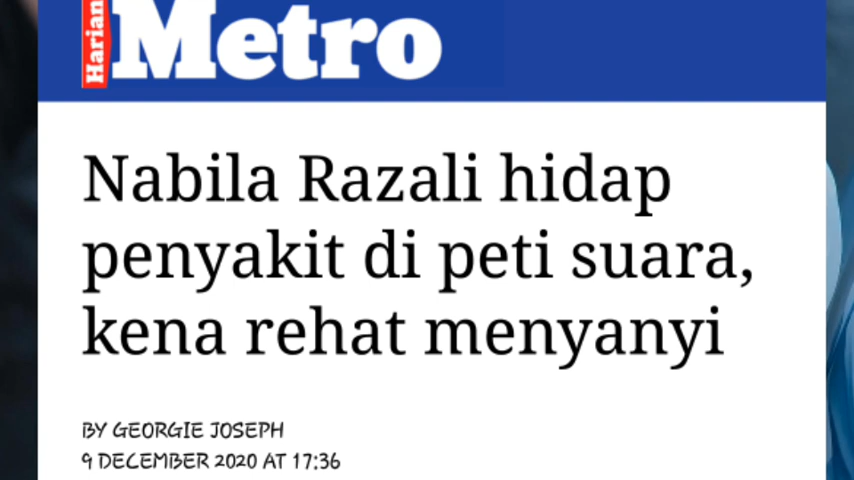 Harian Metro
Nabila Razali hidap
penyakit di peti suara,
kena rehat menyanyi
BY GEORGIE JOSEPH
9 DECEMBER 2020 AT 17:36